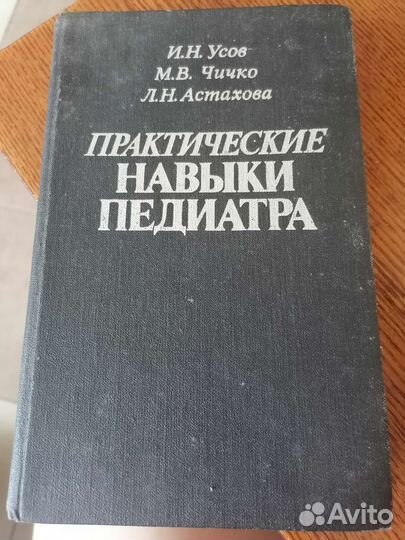 И.Н. Усов
М.В. Чичко
Л.Н. Астахова
ПРАКТИЧЕСКИЕ
НАВЫКИ
ПЕДИАТРА
Avito